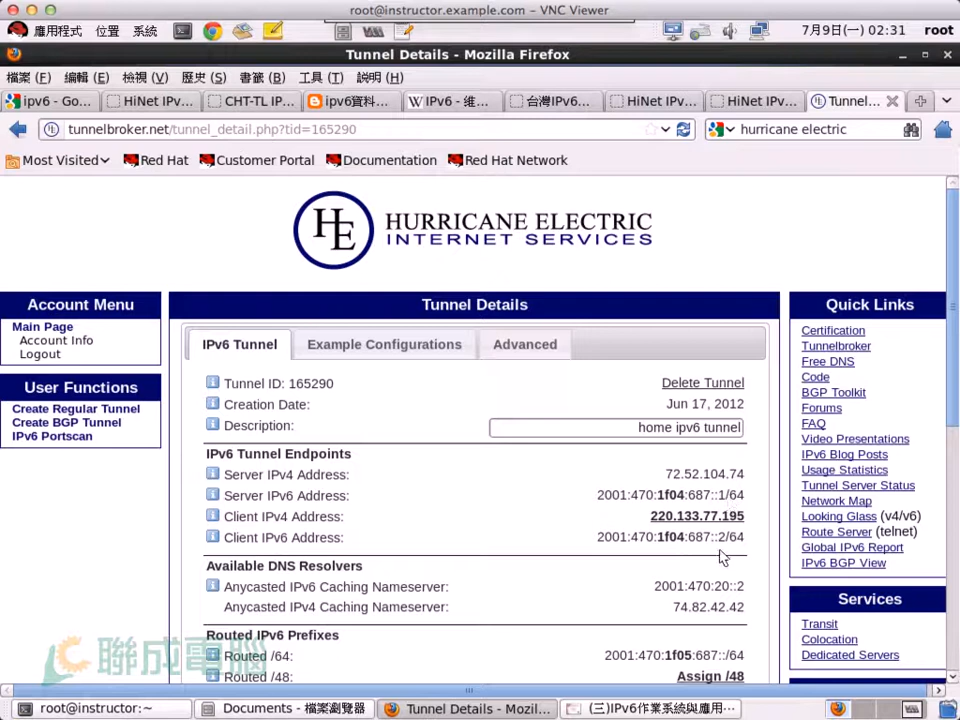 root@instructor.example.com – VNC Viewer
應用程式 位置 系統 7月9日(一) 02:31 root
Tunnel Details - Mozilla Firefox
檔案 (F) 編輯 (E) 檢視 (V) 歷史 (S) 書籤 (B) 工具 (T) 說明 (H)
ipv6 - Go... HiNet IPv... CHT-TL IP... ipv6資料... IPv6 - 維... 台灣IPv6... HiNet IPv... HiNet IPv... Tunnel...
tunnelbroker.net/tunnel_detail.php?tid=165290 hurricane electric
Most Visited Red Hat Customer Portal Documentation Red Hat Network
HE HURRICANE ELECTRIC
INTERNET SERVICES
Account Menu
Main Page
Account Info
Logout
User Functions
Create Regular Tunnel
Create BGP Tunnel
IPv6 Portscan
Tunnel Details
IPv6 Tunnel Example Configurations Advanced
Tunnel ID: 165290 Delete Tunnel
Creation Date: Jun 17, 2012
Description: home ipv6 tunnel
IPv6 Tunnel Endpoints
Server IPv4 Address: 72.52.104.74
Server IPv6 Address: 2001:470:1f04:687::1/64
Client IPv4 Address: 220.133.77.195
Client IPv6 Address: 2001:470:1f04:687::2/64
Available DNS Resolvers
Anycasted IPv6 Caching Nameserver: 2001:470:20::2
Anycasted IPv4 Caching Nameserver: 74.82.42.42
Routed IPv6 Prefixes
Routed /64: 2001:470:1f05:687::/64
Routed /48: Assign /48
Quick Links
Certification
Tunnelbroker
Free DNS
Code
BGP Toolkit
Forums
FAQ
Video Presentations
IPv6 Blog Posts
Usage Statistics
Tunnel Server Status
Network Map
Looking Glass (v4/v6)
Route Server (telnet)
Global IPv6 Report
IPv6 BGP View
Services
Transit
Colocation
Dedicated Servers
聯成電腦
root@instructor:~ Documents - 檔案瀏覽器 Tunnel Details - Mozil... (三)IPv6作業系統與應用...